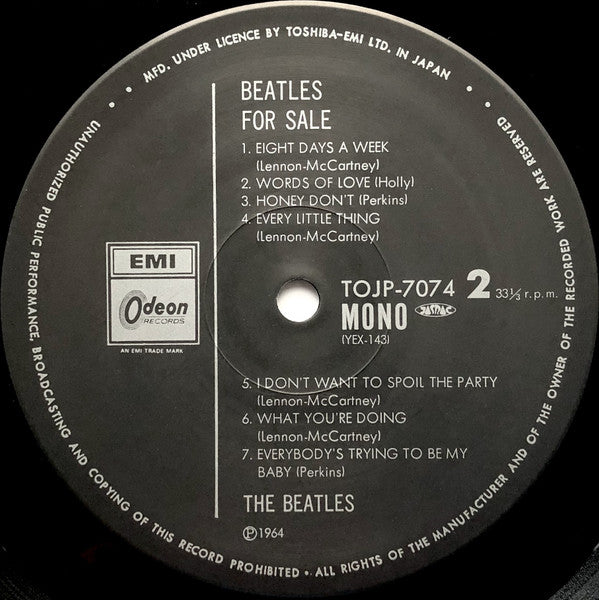 MFD. UNDER LICENCE BY TOSHIBA-EMI LTD. IN JAPAN
BEATLES
FOR SALE
1. EIGHT DAYS A WEEK
(Lennon-McCartney)
2. WORDS OF LOVE (Holly)
3. HONEY DON'T (Perkins)
4. EVERY LITTLE THING
(Lennon-McCartney)
EMI
Odeon
RECORDS
AN EMI TRADE MARK
TOJP-7074 2 33⅓ r.p.m.
MONO JASRAC
(YEX-143)
5. I DON'T WANT TO SPOIL THE PARTY
(Lennon-McCartney)
6. WHAT YOU'RE DOING
(Lennon-McCartney)
7. EVERYBODY'S TRYING TO BE MY
BABY (Perkins)
THE BEATLES
Ⓟ1964
UNAUTHORIZED PUBLIC PERFORMANCE, BROADCASTING AND COPYING OF THIS RECORD PROHIBITED • ALL RIGHTS OF THE MANUFACTURER AND OF THE OWNER OF THE RECORDED WORK ARE RESERVED